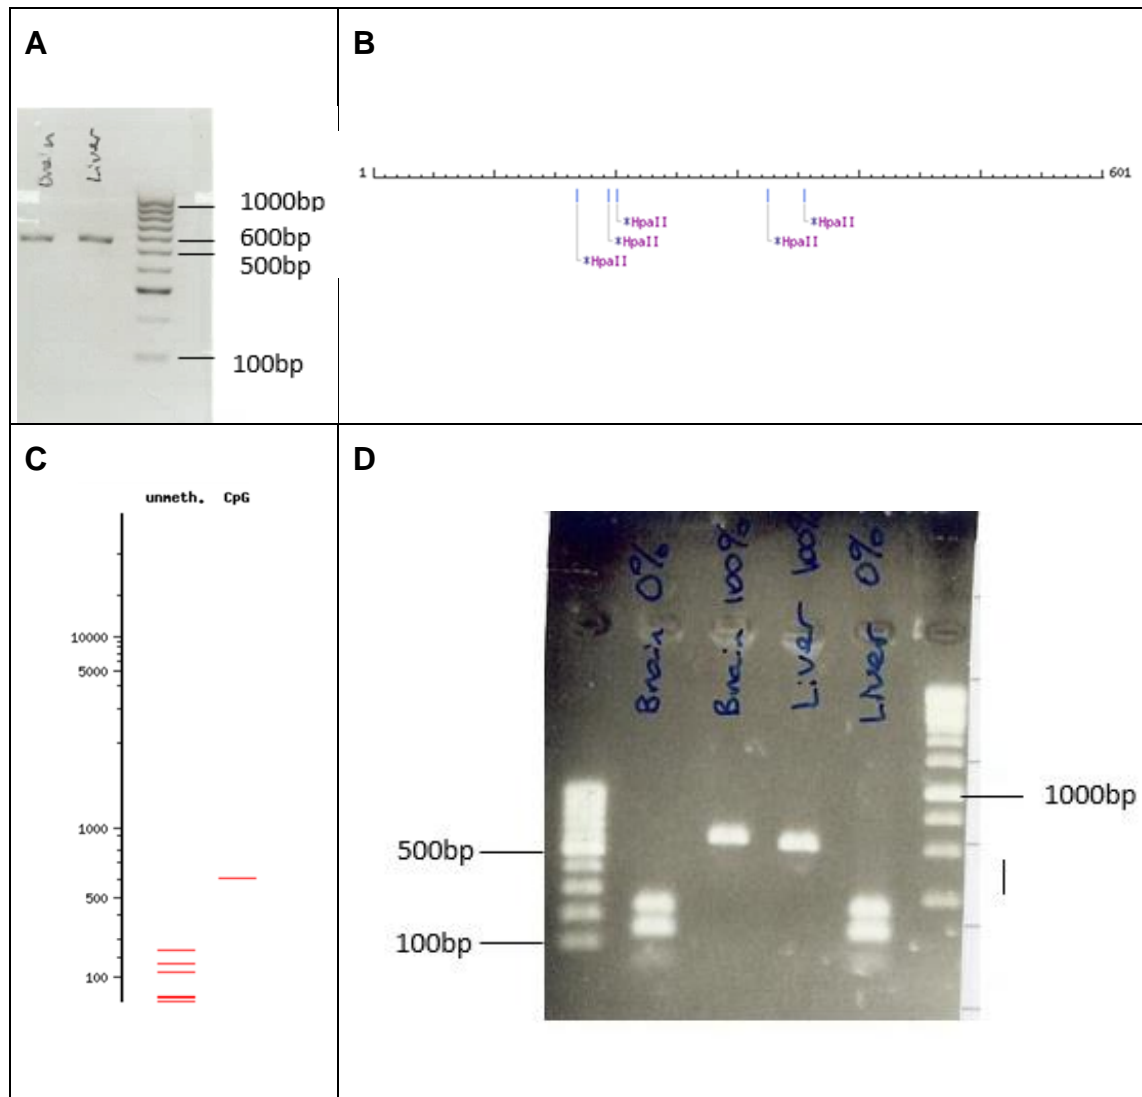 A
Brain
Liver
1000bp
600bp
500bp
100bp
B
1
601
*HpaII
*HpaII
*HpaII
*HpaII
*HpaII
C
unmeth. CpG
10000
5000
1000
500
100
D
Brain 0%
Brain 100%
Liver 100%
Liver 0%
1000bp
500bp
100bp